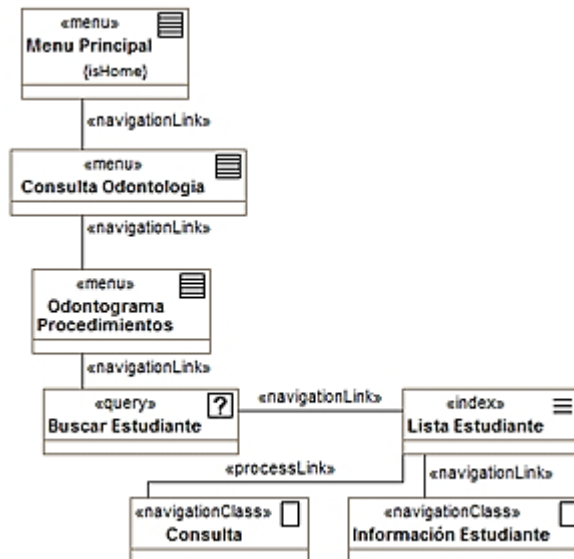 «menu»
Menu Principal
{isHome}
«navigationLink»
«menu»
Consulta Odontologia
«navigationLink»
«menu»
Odontograma
Procedimientos
«navigationLink»
«query»
?
Buscar Estudiante
«navigationLink»
«index»
Lista Estudiante
«processLink»
«navigationLink»
«navigationClass»
Consulta
«navigationClass»
Información Estudiante